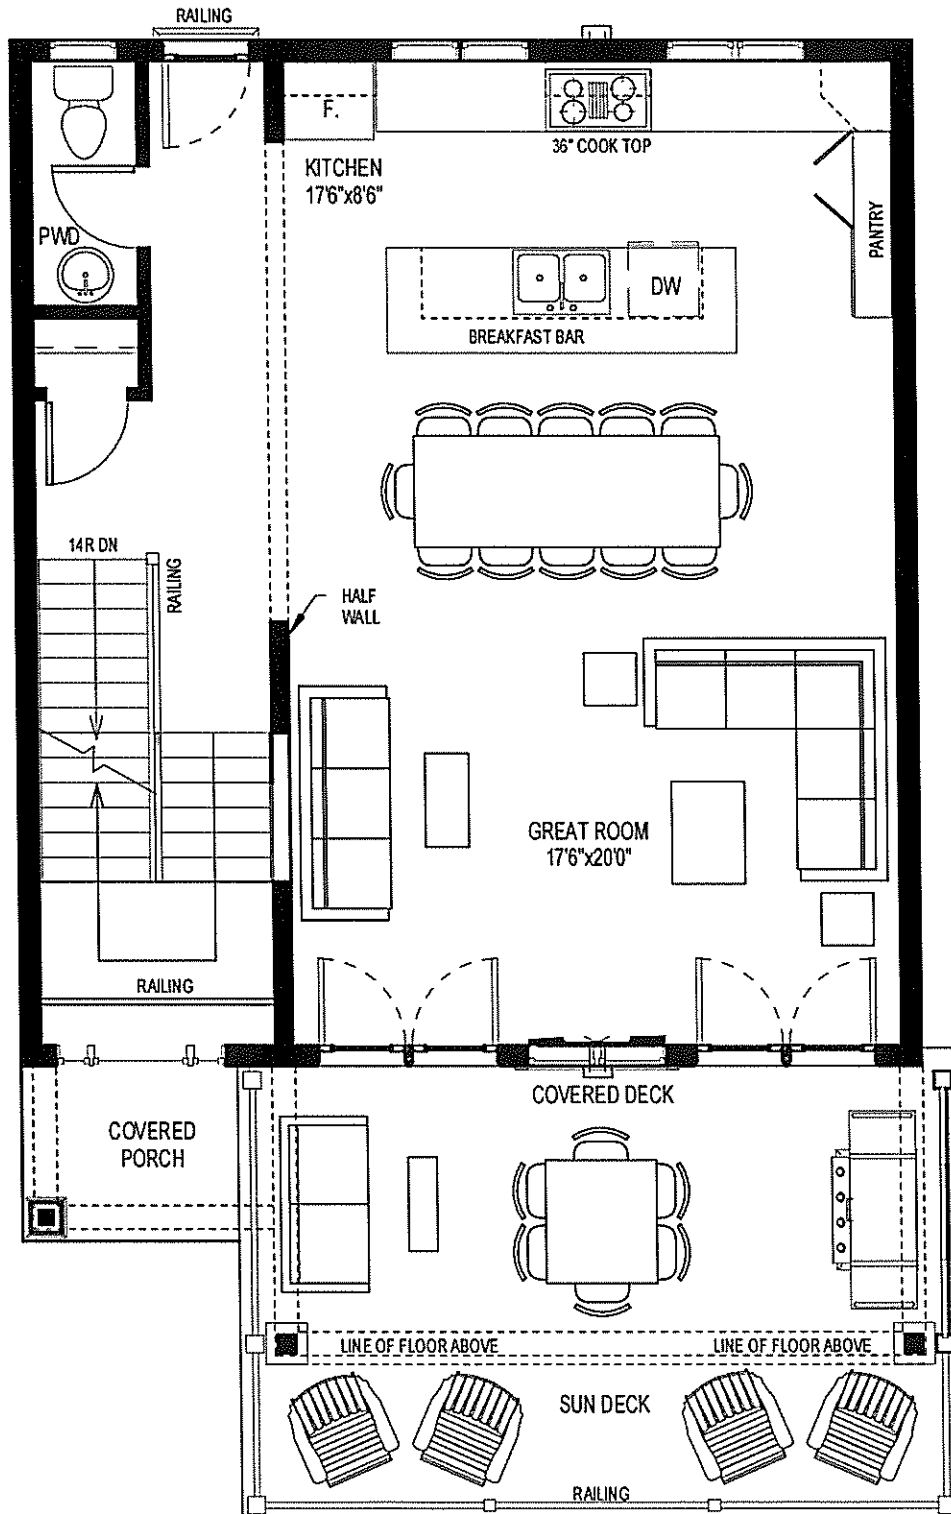 RAILING
F.
36" COOK TOP
KITCHEN
17'6"x8'6"
PWD
PANTRY
DW
BREAKFAST BAR
14R DN
RAILING
HALF
WALL
GREAT ROOM
17'6"x20'0"
RAILING
COVERED DECK
COVERED
PORCH
LINE OF FLOOR ABOVE
LINE OF FLOOR ABOVE
SUN DECK
RAILING